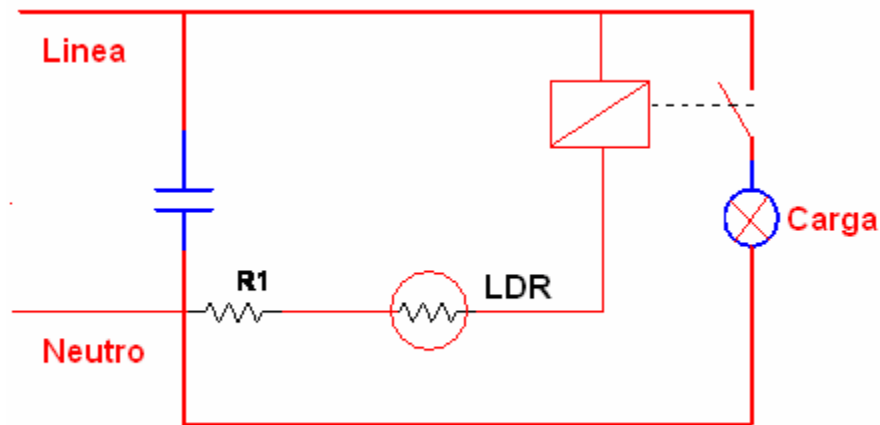 Linea
Carga
R1
LDR
Neutro